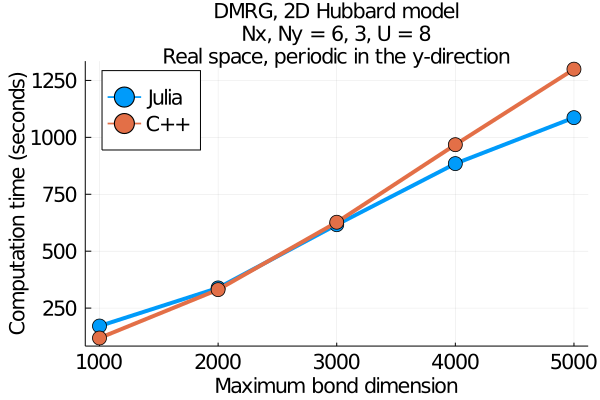 DMRG, 2D Hubbard model
Nx, Ny = 6, 3, U = 8
Real space, periodic in the y-direction
Julia
C++
Computation time (seconds)
1250
1000
750
500
250
1000 2000 3000 4000 5000
Maximum bond dimension